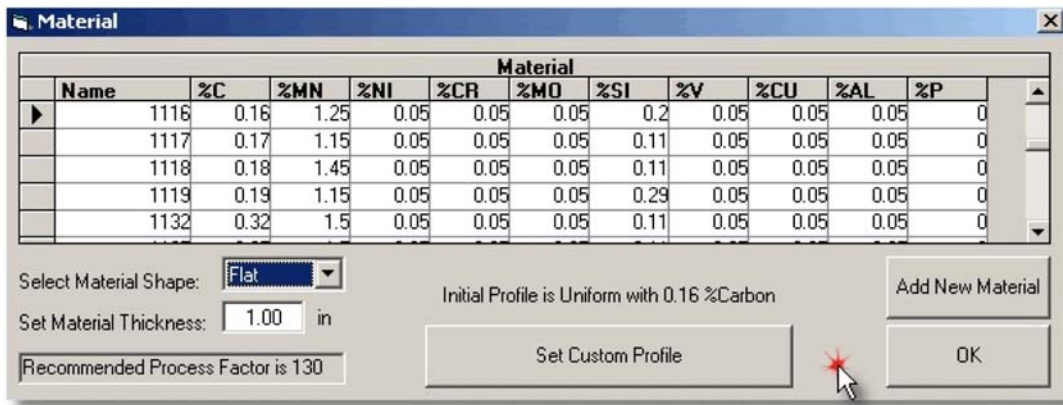 Material
Material
Name %C %MN %NI %CR %MO %SI %V %CU %AL %P
1116 0.16 1.25 0.05 0.05 0.05 0.2 0.05 0.05 0.05 0
1117 0.17 1.15 0.05 0.05 0.05 0.11 0.05 0.05 0.05 0
1118 0.18 1.45 0.05 0.05 0.05 0.11 0.05 0.05 0.05 0
1119 0.19 1.15 0.05 0.05 0.05 0.29 0.05 0.05 0.05 0
1132 0.32 1.5 0.05 0.05 0.05 0.11 0.05 0.05 0.05 0
Select Material Shape: Flat
Set Material Thickness: 1.00 in
Recommended Process Factor is 130
Initial Profile is Uniform with 0.16 %Carbon
Set Custom Profile
Add New Material
OK